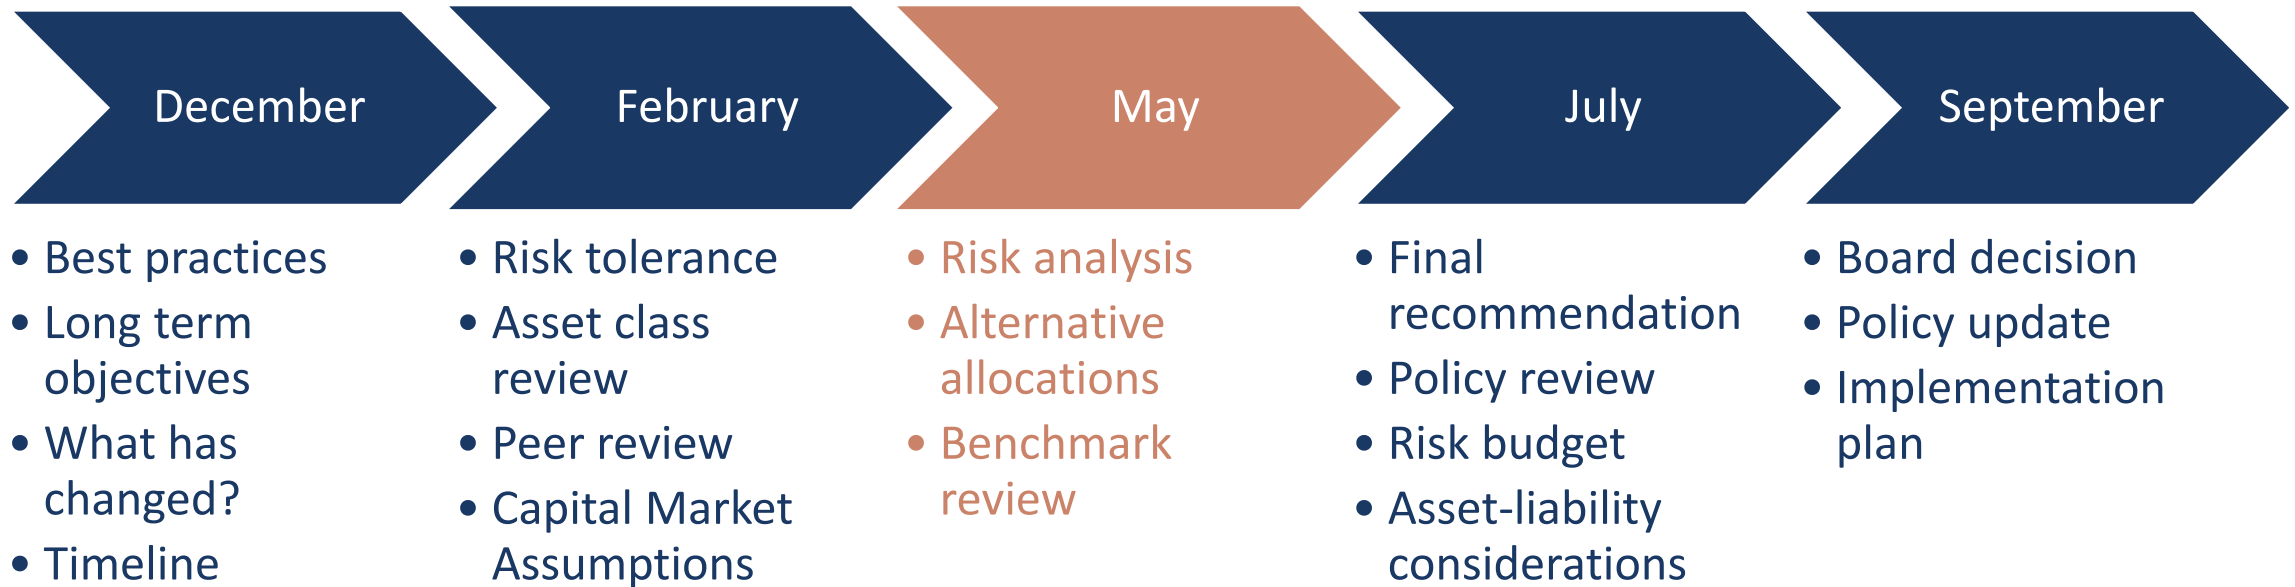 December
February
May
July
September
• Best practices
• Long term
objectives
• What has
changed?
• Timeline
• Risk tolerance
• Asset class
review
• Peer review
• Capital Market
Assumptions
• Risk analysis
• Alternative
allocations
• Benchmark
review
• Final
recommendation
• Policy review
• Risk budget
• Asset-liability
considerations
• Board decision
• Policy update
• Implementation
plan